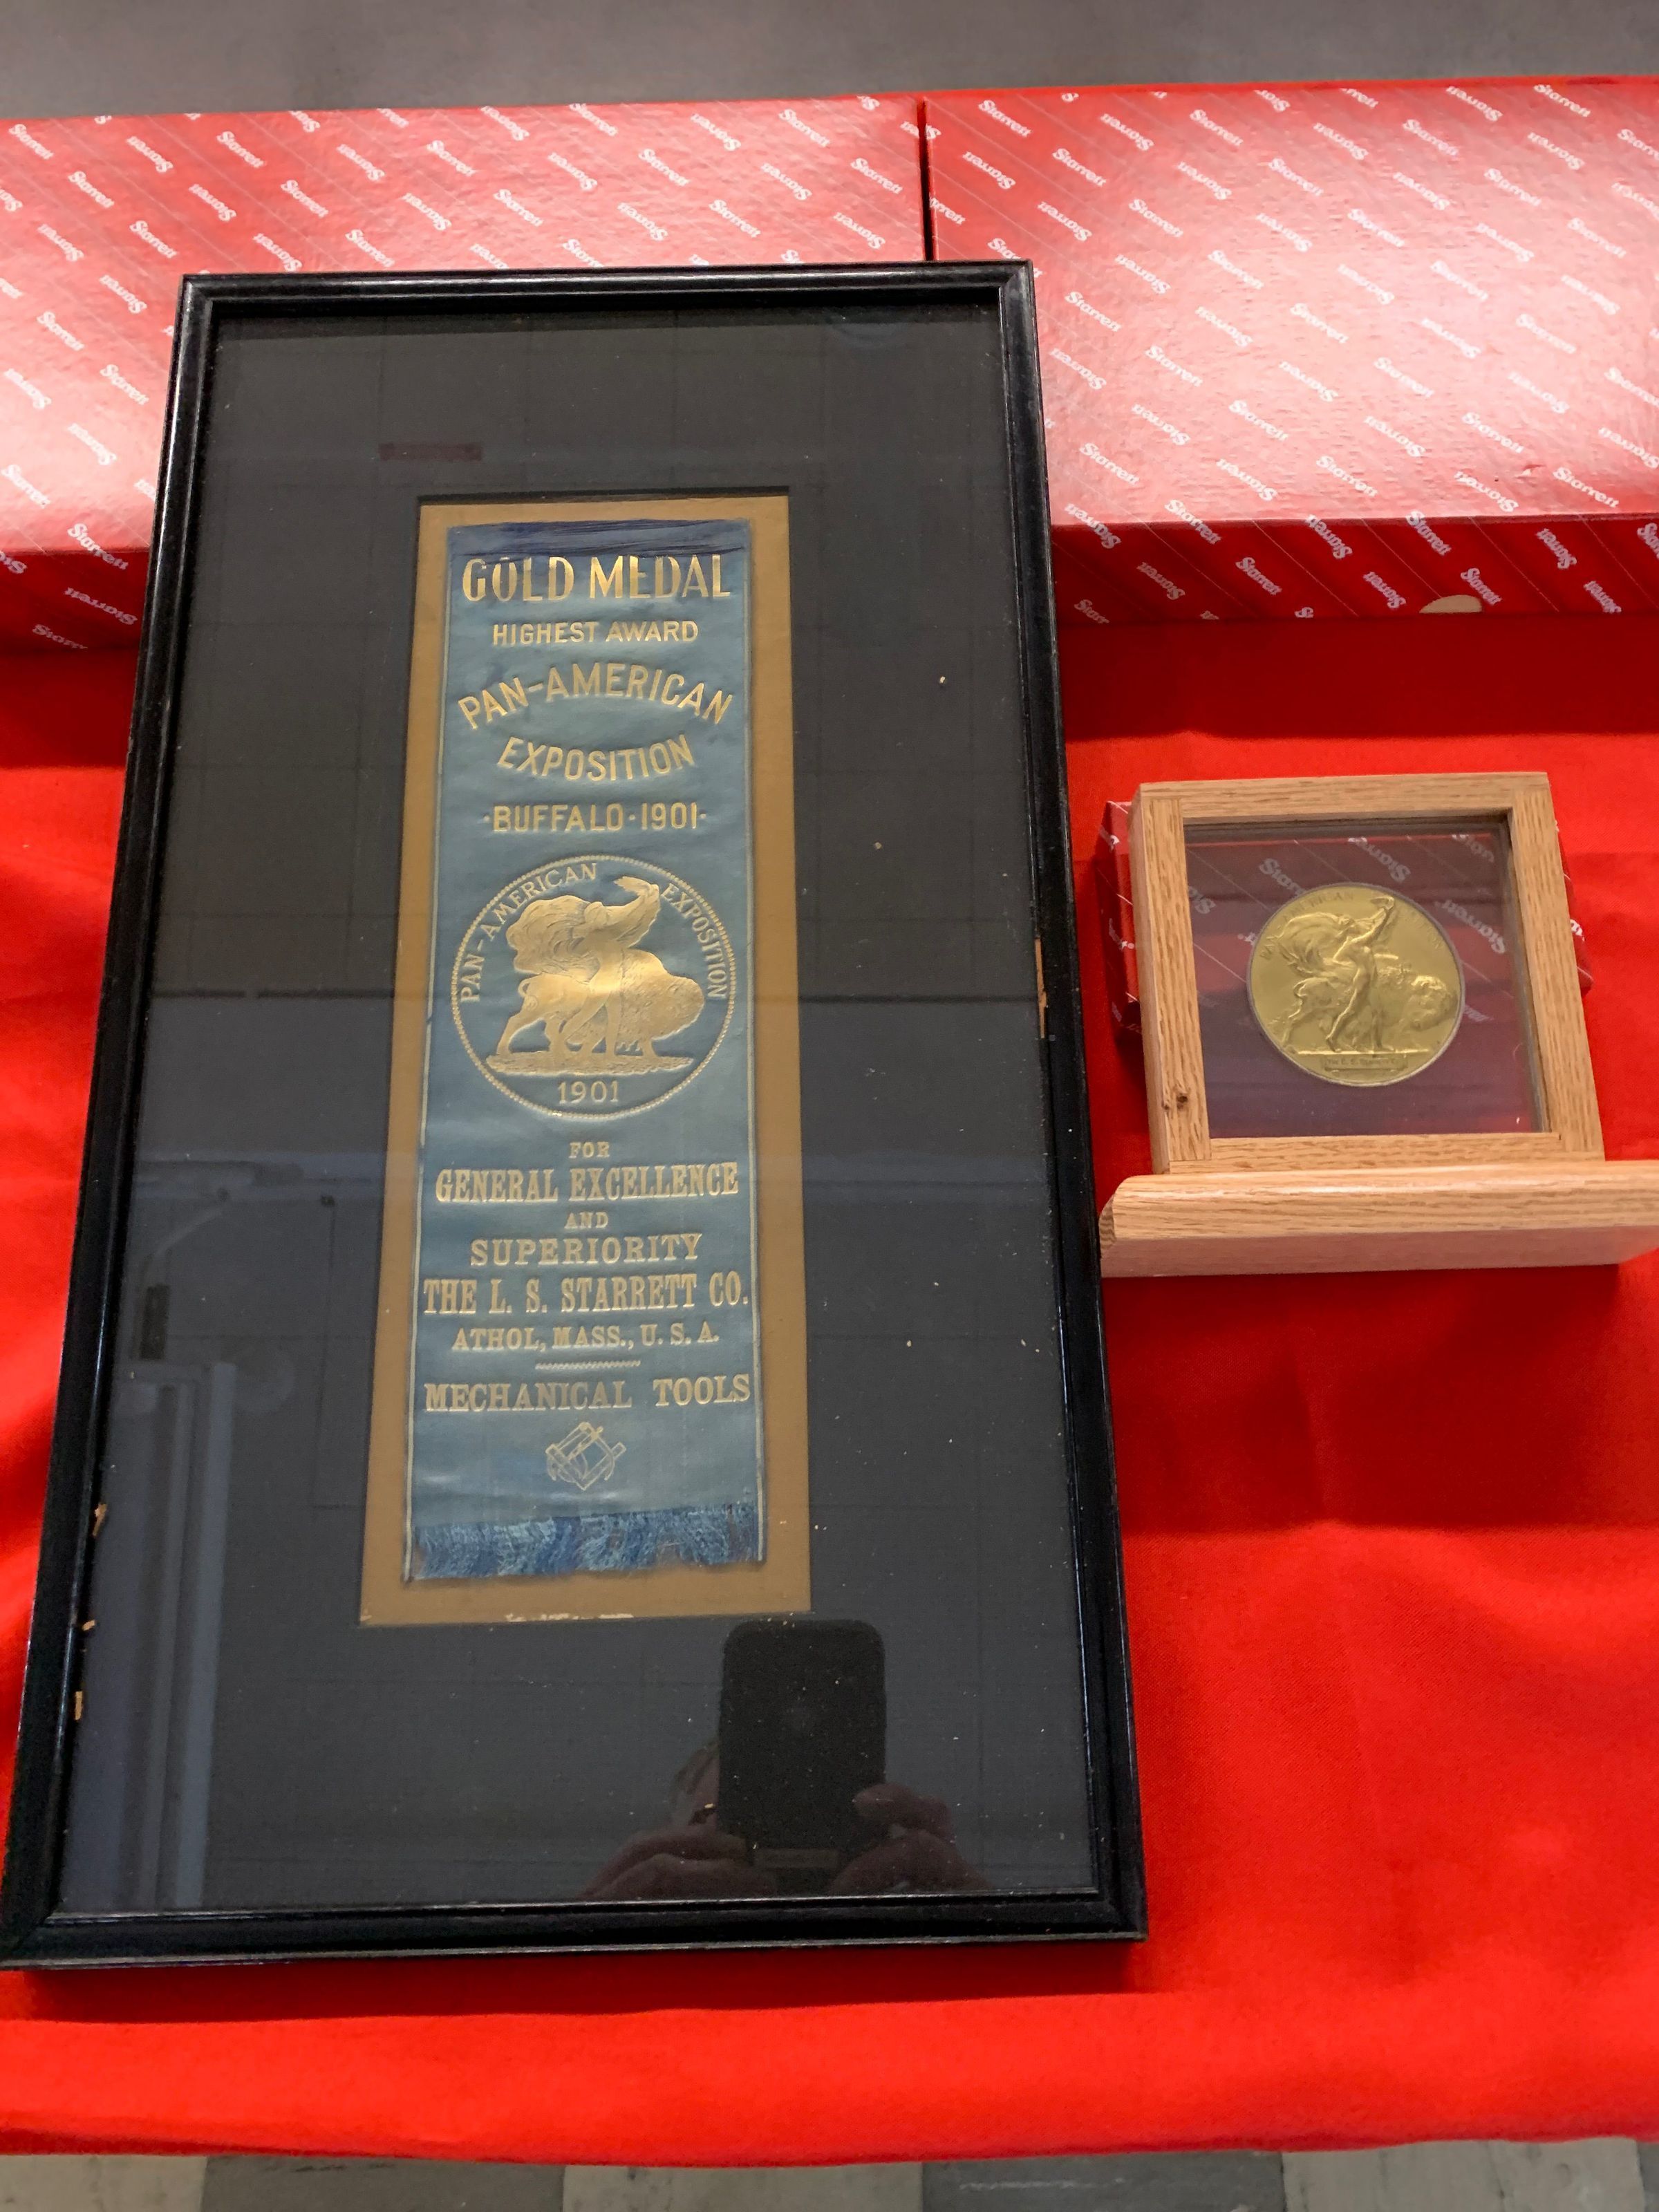 Starrett
GOLD MEDAL
HIGHEST AWARD
PAN-AMERICAN
EXPOSITION
·BUFFALO·1901·
PAN-AMERICAN EXPOSITION
1901
FOR
GENERAL EXCELLENCE
AND
SUPERIORITY
THE L. S. STARRETT CO.
ATHOL, MASS., U. S. A.
MECHANICAL TOOLS